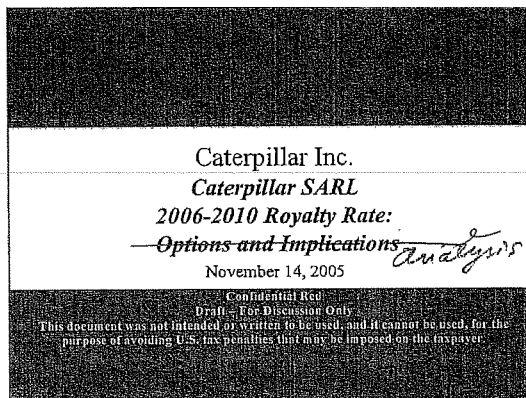 Caterpillar Inc.
Caterpillar SARL
2006-2010 Royalty Rate:
Options and Implications
analysis
November 14, 2005
Confidential Red
Draft – For Discussion Only
This document was not intended or written to be used, and it cannot be used, for the
purpose of avoiding U.S. tax penalties that may be imposed on the taxpayer.